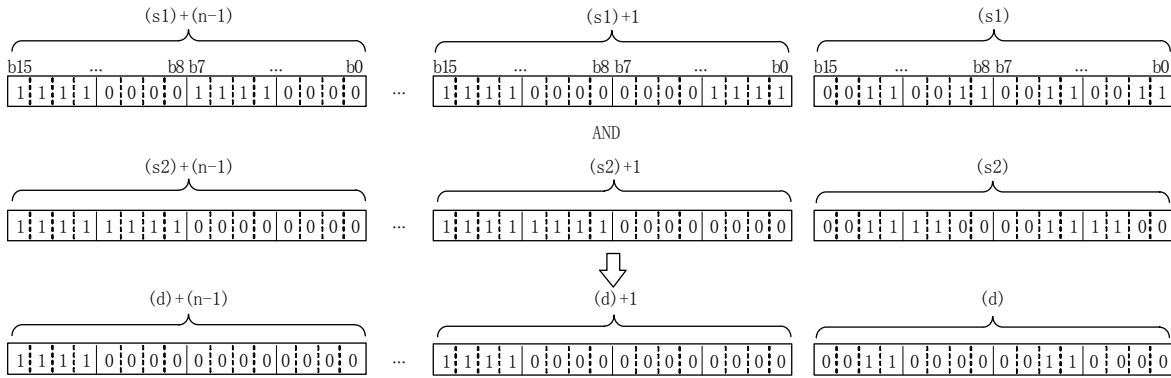 (s1)+(n-1) (s1)+1 (s1)
b15 ... b8 b7 ... b0 b15 ... b8 b7 ... b0 b15 ... b8 b7 ... b0
1 1 1 1 0 0 0 0 1 1 1 1 0 0 0 0 ... 1 1 1 1 0 0 0 0 0 0 0 0 1 1 1 1 0 0 1 1 0 0 1 1 0 0 1 1 0 0 1 1
AND
(s2)+(n-1) (s2)+1 (s2)
1 1 1 1 1 1 1 1 0 0 0 0 0 0 0 0 ... 1 1 1 1 1 1 1 1 0 0 0 0 0 0 0 0 0 0 1 1 1 1 0 0 0 0 1 1 1 1 0 0
(d)+(n-1) (d)+1 (d)
1 1 1 1 0 0 0 0 0 0 0 0 0 0 0 0 ... 1 1 1 1 0 0 0 0 0 0 0 0 0 0 0 0 0 0 1 1 0 0 0 0 0 0 1 1 0 0 0 0